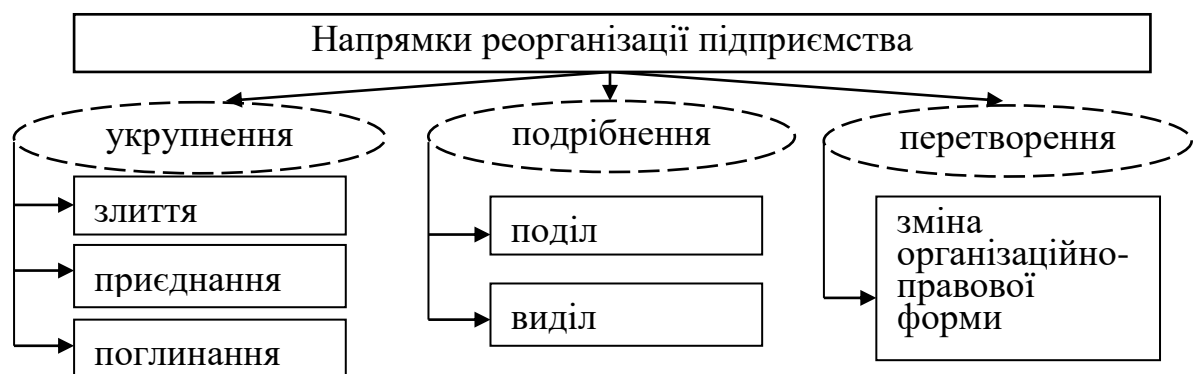 Напрямки реорганізації підприємства
укрупнення
злиття
приєднання
поглинання
подрібнення
поділ
виділ
перетворення
зміна
організаційно-
правової
форми